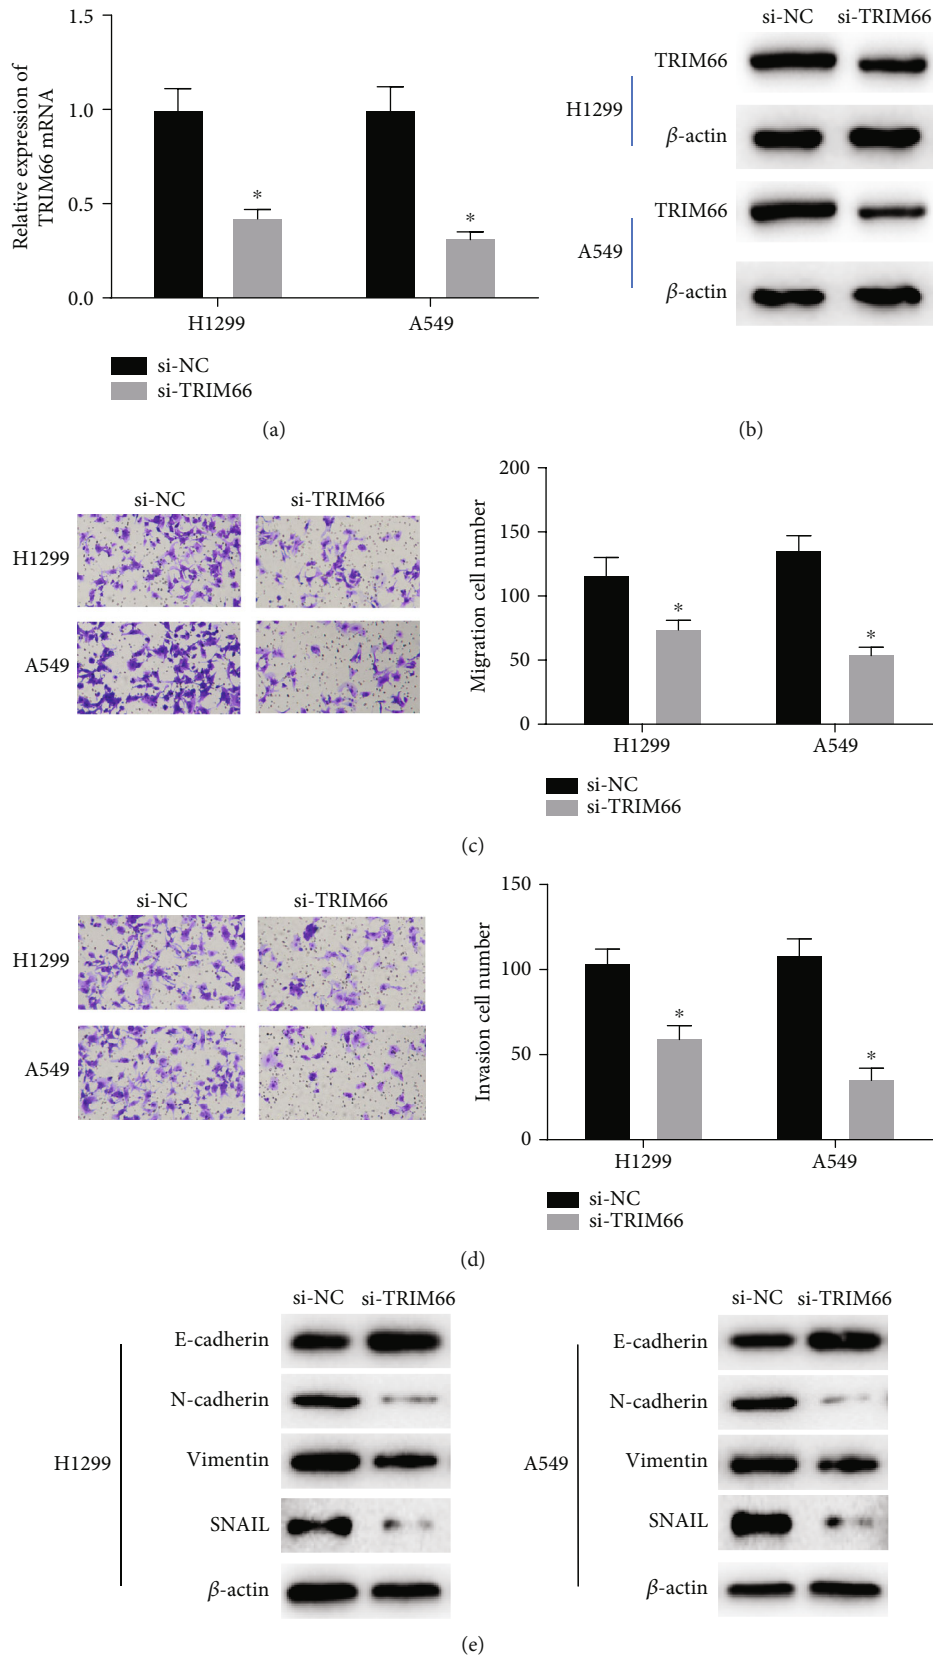 1.5
1.0
0.5
0.0
Relative expression of
TRIM66 mRNA
*
*
H1299
A549
si-NC
si-TRIM66
(a)
si-NC si-TRIM66
TRIM66
H1299
β-actin
TRIM66
A549
β-actin
(b)
si-NC si-TRIM66
H1299
A549
200
150
100
50
0
Migration cell number
*
*
H1299
A549
si-NC
si-TRIM66
(c)
si-NC si-TRIM66
H1299
A549
150
100
50
0
Invasion cell number
*
*
H1299
A549
si-NC
si-TRIM66
(d)
si-NC si-TRIM66
E-cadherin
N-cadherin
H1299
Vimentin
SNAIL
β-actin
si-NC si-TRIM66
E-cadherin
N-cadherin
A549
Vimentin
SNAIL
β-actin
(e)